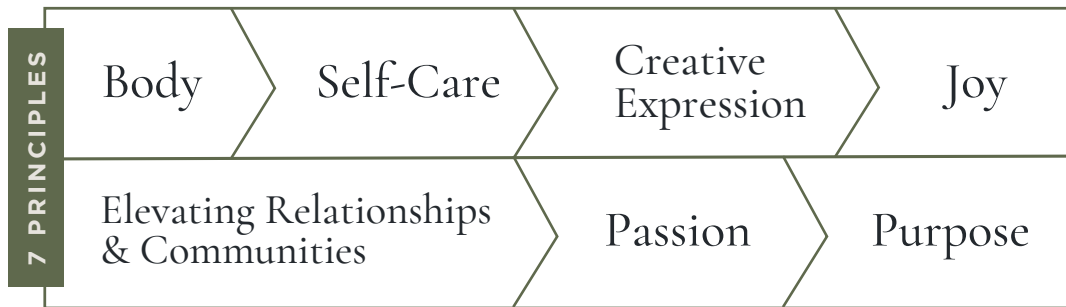 7 PRINCIPLES
Body
Self-Care
Creative
Expression
Joy
Elevating Relationships
& Communities
Passion
Purpose